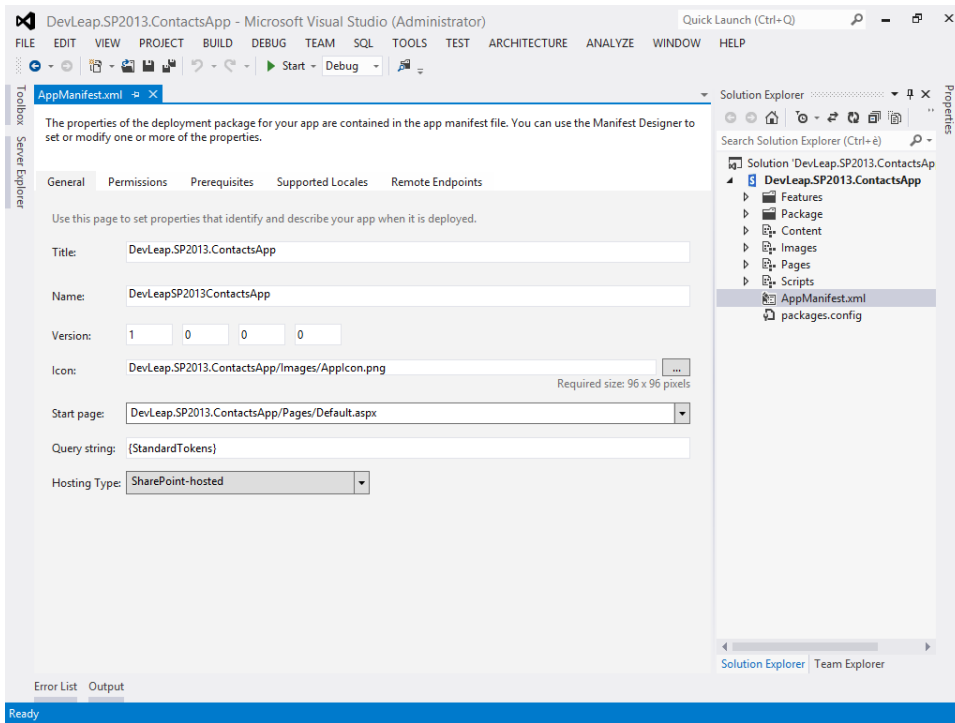 DevLeap.SP2013.ContactsApp - Microsoft Visual Studio (Administrator)
Quick Launch (Ctrl+Q)
FILE EDIT VIEW PROJECT BUILD DEBUG TEAM SQL TOOLS TEST ARCHITECTURE ANALYZE WINDOW HELP
Start
Debug
Toolbox
Server Explorer
AppManifest.xml
The properties of the deployment package for your app are contained in the app manifest file. You can use the Manifest Designer to
set or modify one or more of the properties.
General Permissions Prerequisites Supported Locales Remote Endpoints
Use this page to set properties that identify and describe your app when it is deployed.
Title: DevLeap.SP2013.ContactsApp
Name: DevLeapSP2013ContactsApp
Version: 1 0 0 0
Icon: DevLeap.SP2013.ContactsApp/Images/AppIcon.png ...
Required size: 96 x 96 pixels
Start page: DevLeap.SP2013.ContactsApp/Pages/Default.aspx
Query string: {StandardTokens}
Hosting Type: SharePoint-hosted
Solution Explorer
Search Solution Explorer (Ctrl+è)
Solution 'DevLeap.SP2013.ContactsAp
DevLeap.SP2013.ContactsApp
Features
Package
Content
Images
Pages
Scripts
AppManifest.xml
packages.config
Solution Explorer Team Explorer
Properties
Error List Output
Ready